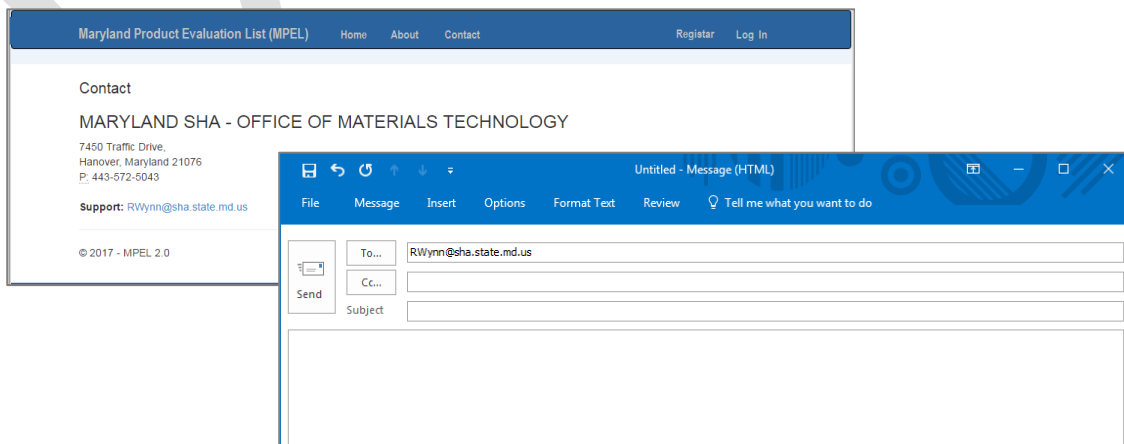 Maryland Product Evaluation List (MPEL) Home About Contact Registar Log In
Contact
MARYLAND SHA - OFFICE OF MATERIALS TECHNOLOGY
7450 Traffic Drive,
Hanover, Maryland 21076
P: 443-572-5043
Support: RWynn@sha.state.md.us
© 2017 - MPEL 2.0
Untitled - Message (HTML)
File Message Insert Options Format Text Review Tell me what you want to do
To... RWynn@sha.state.md.us
Cc...
Send
Subject